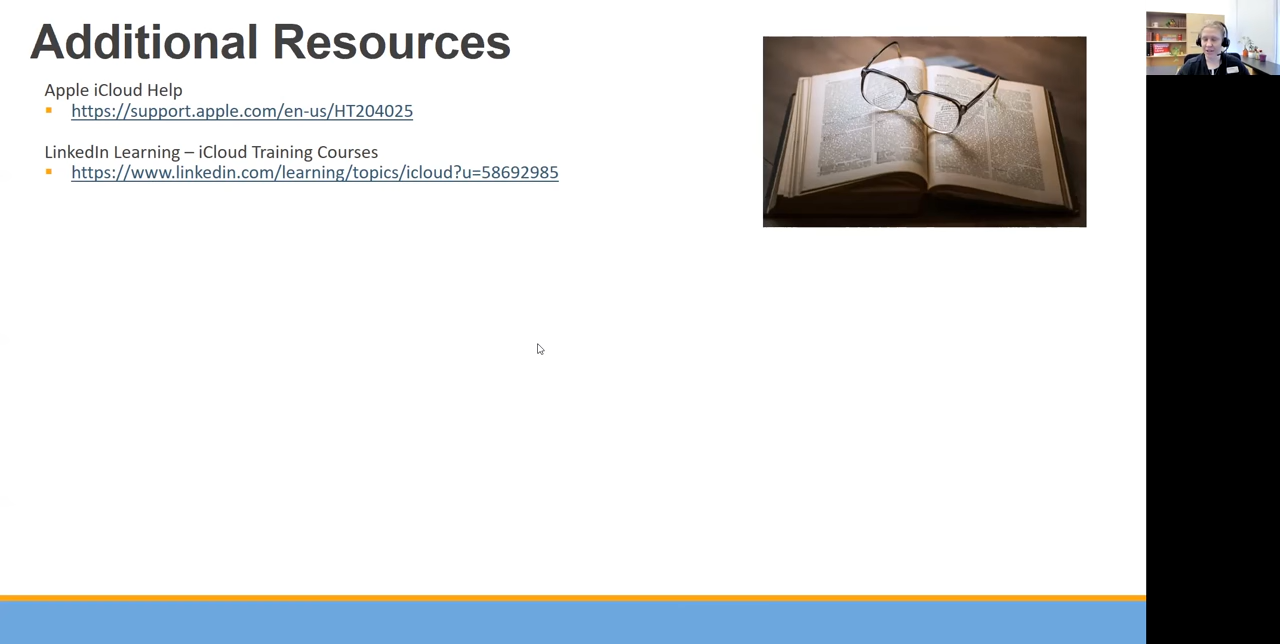 Additional Resources
Apple iCloud Help
https://support.apple.com/en-us/HT204025
LinkedIn Learning – iCloud Training Courses
https://www.linkedin.com/learning/topics/icloud?u=58692985